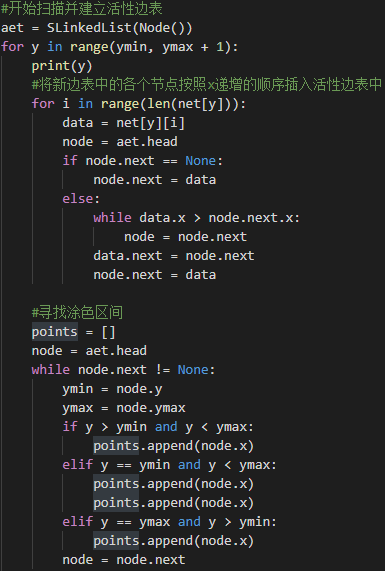 #开始扫描并建立活性边表
aet = SLinkedList(Node())
for y in range(ymin, ymax + 1):
    print(y)
    #将新边表中的各个节点按照x递增的顺序插入活性边表中
    for i in range(len(net[y])):
        data = net[y][i]
        node = aet.head
        if node.next == None:
            node.next = data
        else:
            while data.x > node.next.x:
                node = node.next
            data.next = node.next
            node.next = data

    #寻找涂色区间
    points = []
    node = aet.head
    while node.next != None:
        ymin = node.y
        ymax = node.ymax
        if y > ymin and y < ymax:
            points.append(node.x)
        elif y == ymin and y < ymax:
            points.append(node.x)
            points.append(node.x)
        elif y == ymax and y > ymin:
            points.append(node.x)
        node = node.next